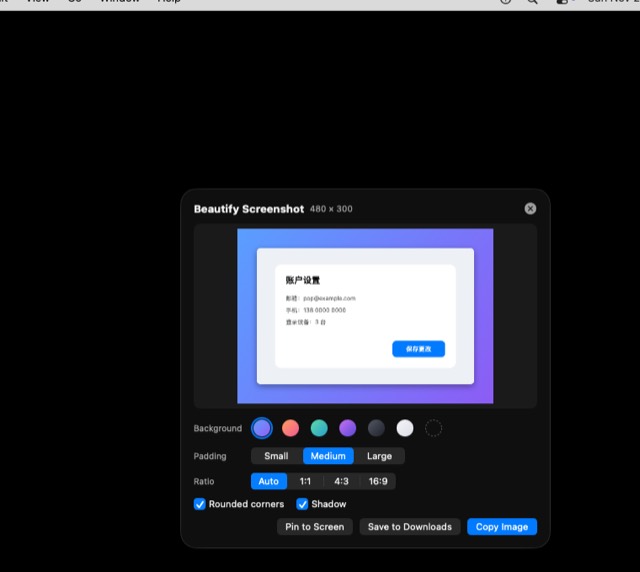 View Go Window Help
Beautify Screenshot 480 × 300
账户设置
邮箱: pop@example.com
手机: 138 0000 0000
登录设备: 3 台
保存更改
Background
Padding Small Medium Large
Ratio Auto 1:1 4:3 16:9
Rounded corners Shadow
Pin to Screen Save to Downloads Copy Image